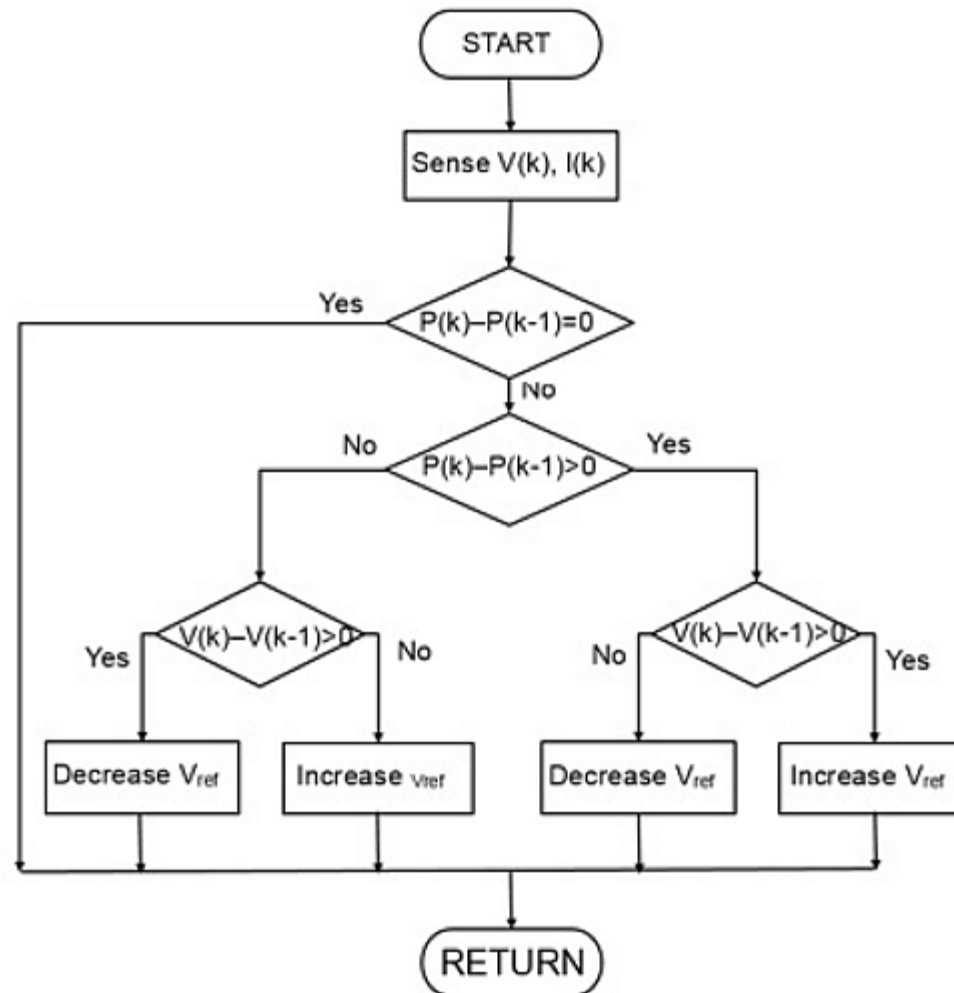 START
Sense V(k), I(k)
Yes
P(k)–P(k-1)=0
No
No
Yes
P(k)–P(k-1)>0
V(k)–V(k-1)>0
V(k)–V(k-1)>0
Yes
No
No
Yes
Decrease Vref
Increase Vref
Decrease Vref
Increase Vref
RETURN